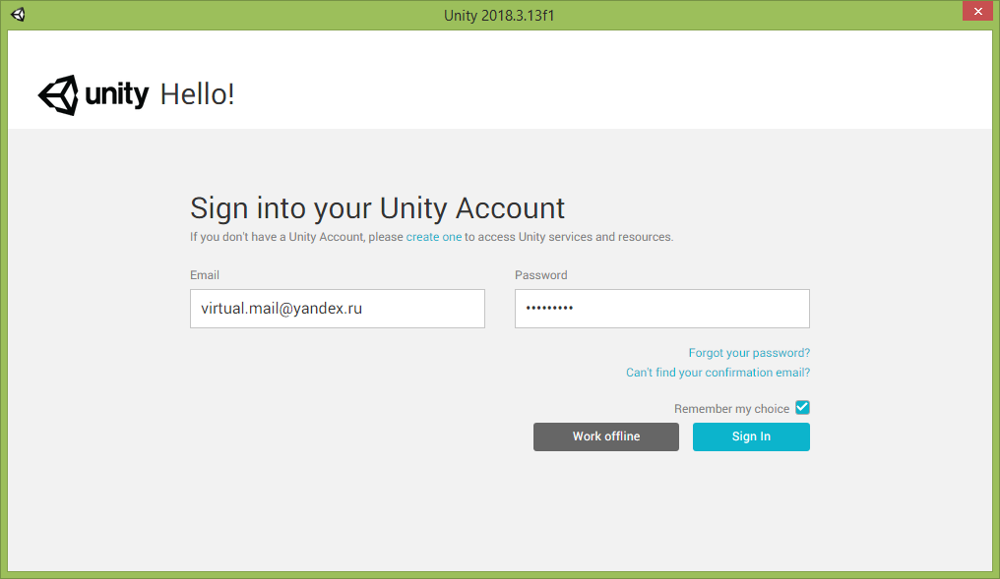 Unity 2018.3.13f1
unity Hello!
Sign into your Unity Account
If you don't have a Unity Account, please create one to access Unity services and resources.
Email
Password
virtual.mail@yandex.ru
•••••••••
Forgot your password?
Can't find your confirmation email?
Remember my choice
Work offline
Sign In